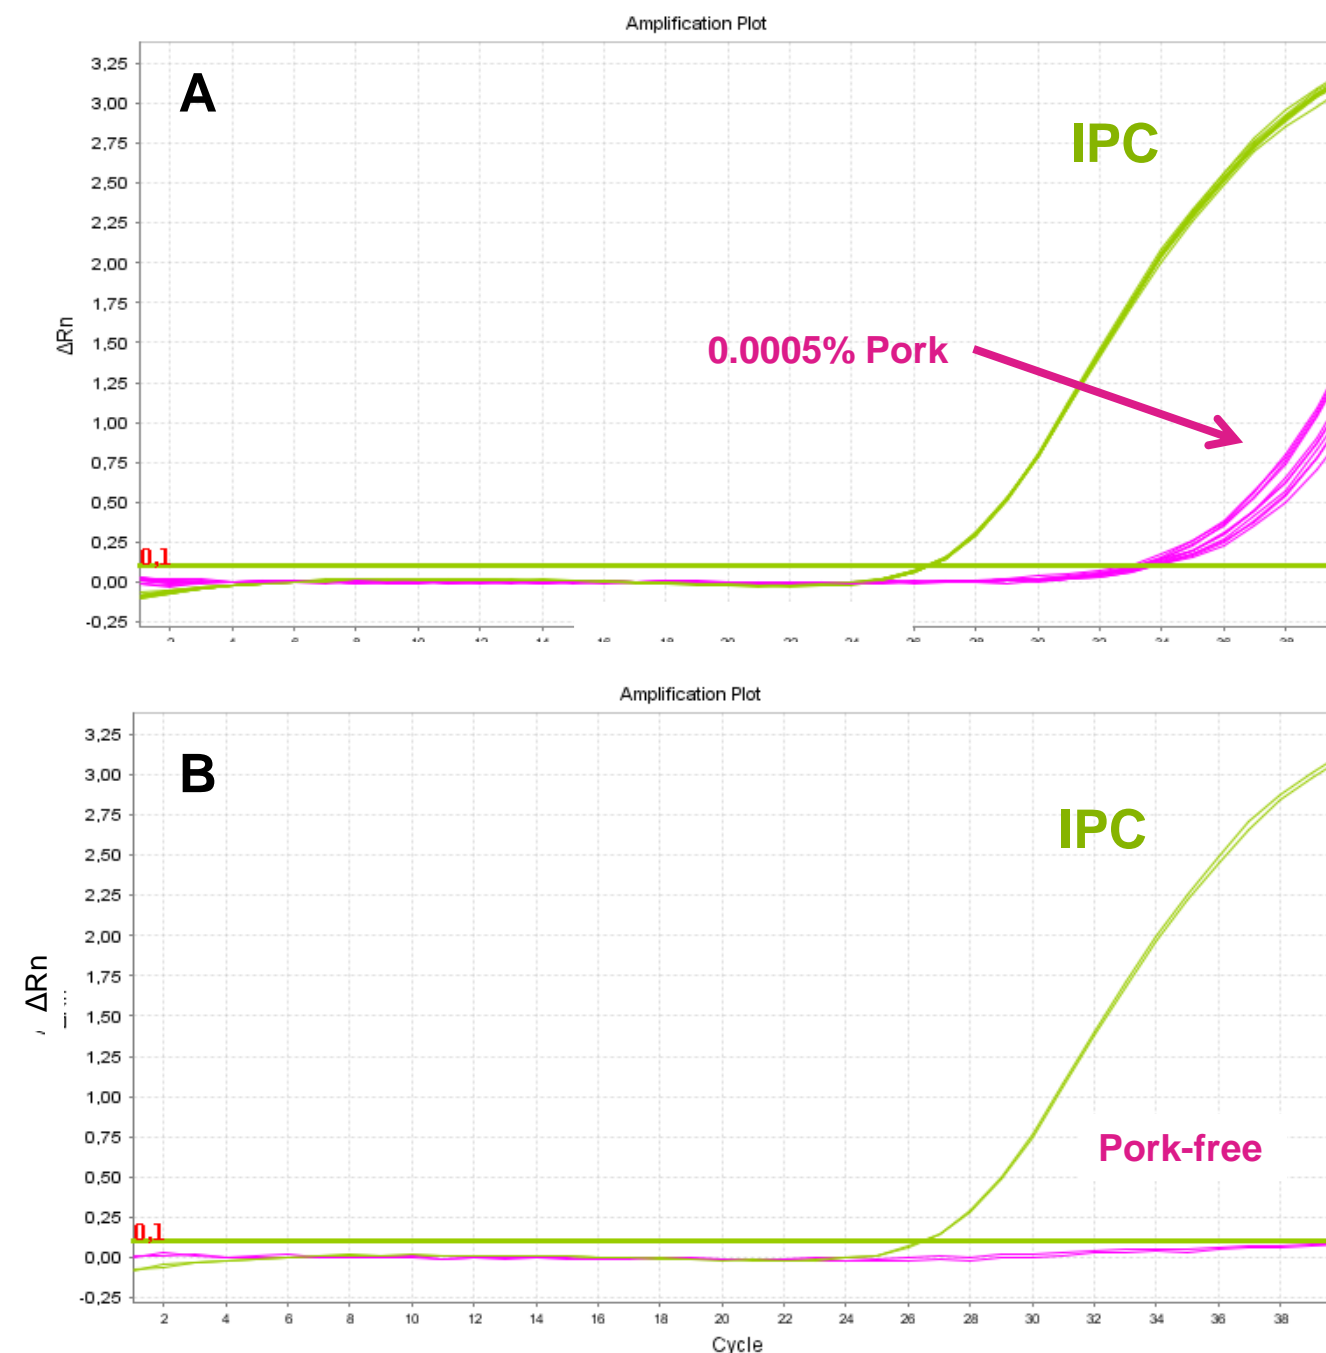 Amplification Plot
A
IPC
0.0005% Pork
ΔRn
3,25
3,00
2,75
2,50
2,25
2,00
1,75
1,50
1,25
1,00
0,75
0,50
0,25
0,00
-0,25
0,1
Amplification Plot
B
IPC
Pork-free
ΔRn
3,25
3,00
2,75
2,50
2,25
2,00
1,75
1,50
1,25
1,00
0,75
0,50
0,25
0,00
-0,25
0,1
2 4 6 8 10 12 14 16 18 20 22 24 26 28 30 32 34 36 38
Cycle